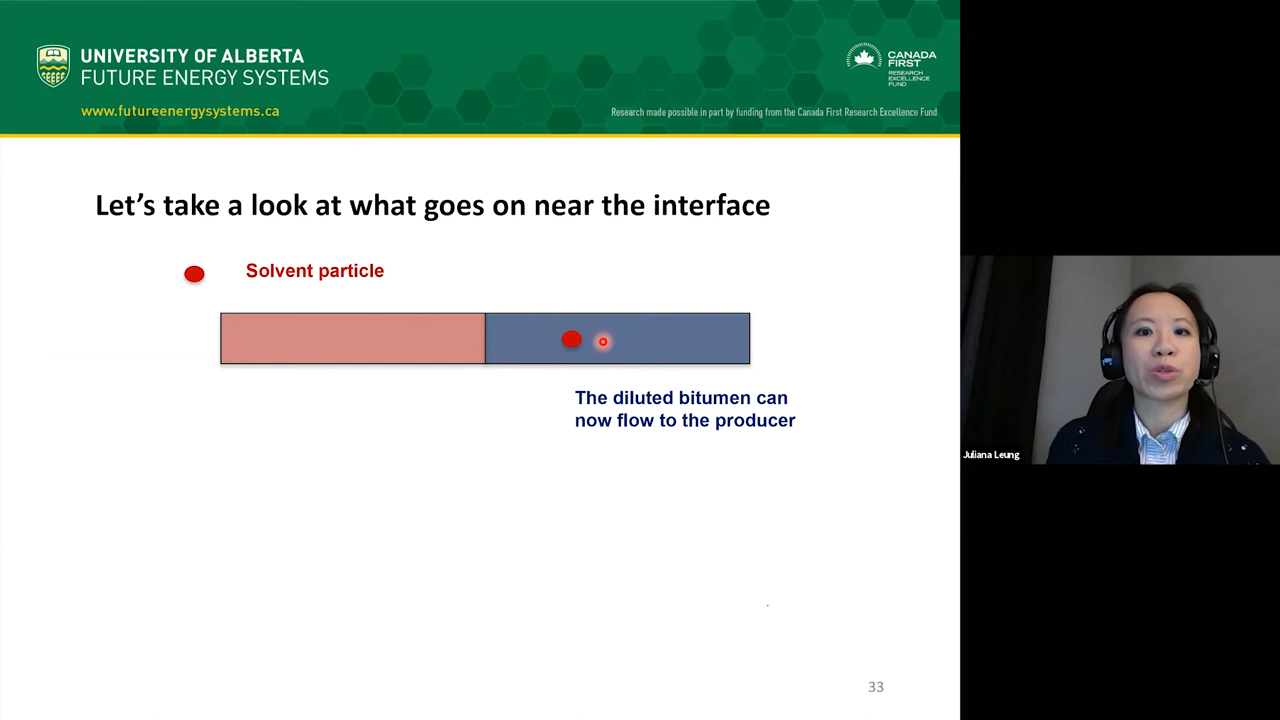 UNIVERSITY OF ALBERTA
FUTURE ENERGY SYSTEMS
www.futureenergysystems.ca
CANADA
FIRST
RESEARCH
EXCELLENCE
FUND
Research made possible in part by funding from the Canada First Research Excellence Fund
Let’s take a look at what goes on near the interface
Solvent particle
The diluted bitumen can
now flow to the producer
33
Juliana Leung